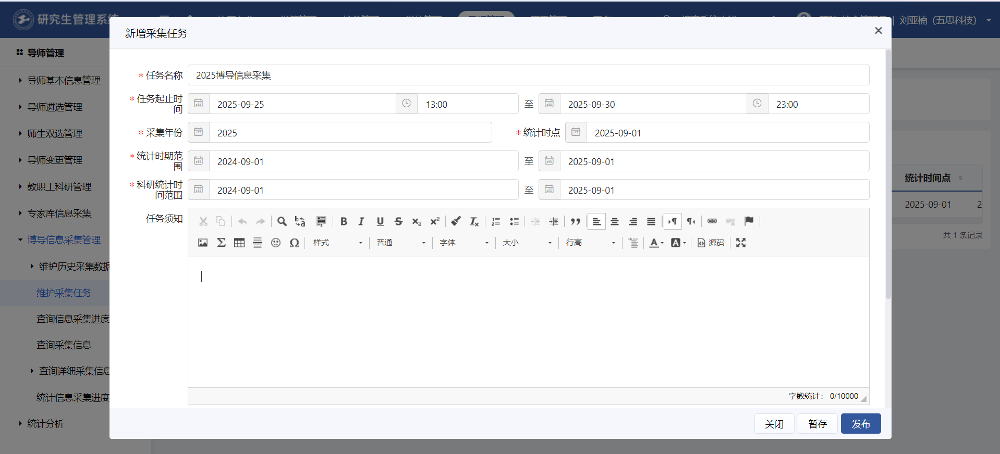 研究生管理系统
刘亚楠（五思科技）
新增采集任务
导师管理
导师基本信息管理
导师遴选管理
师生双选管理
导师变更管理
教职工科研管理
专家库信息采集
博导信息采集管理
维护历史采集数据
维护采集任务
查询信息采集进度
查询采集信息
查询详细采集信息
统计信息采集进度
统计分析
* 任务名称 2025博导信息采集
* 任务起止时间 2025-09-25 13:00 至 2025-09-30 23:00
* 采集年份 2025 * 统计时点 2025-09-01
* 统计时期范围 2024-09-01 至 2025-09-01
* 科研统计时间范围 2024-09-01 至 2025-09-01
任务须知
样式 普通 字体 大小 行高 源码
字数统计： 0/10000
关闭 暂存 发布
统计时间点
2025-09-01 2
共 1 条记录